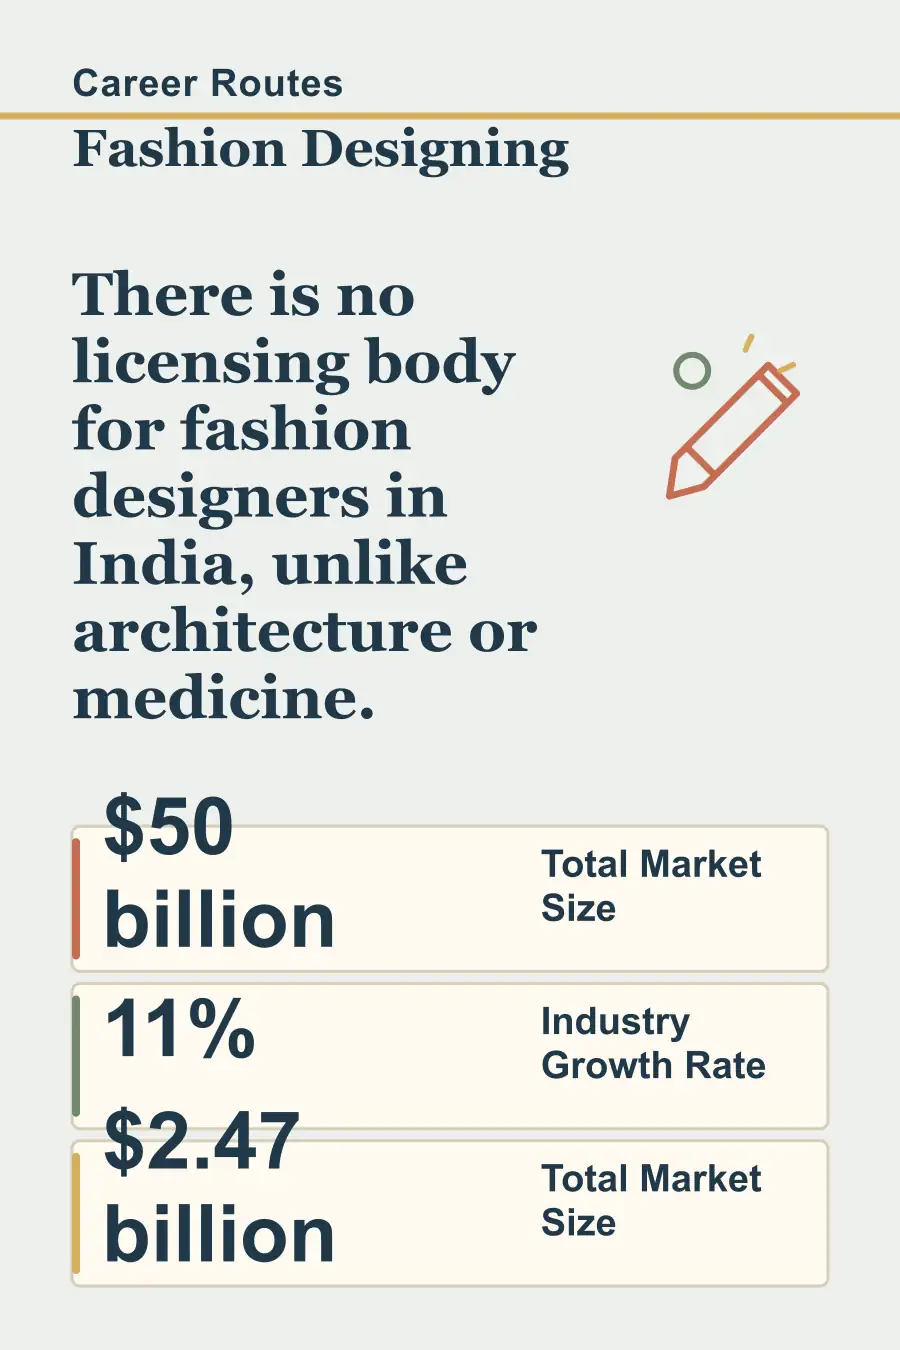 Career Routes
Fashion Designing
There is no
licensing body
for fashion
designers in
India, unlike
architecture or
medicine.
$50
billion
Total Market
Size
11%
Industry
Growth Rate
$2.47
billion
Total Market
Size